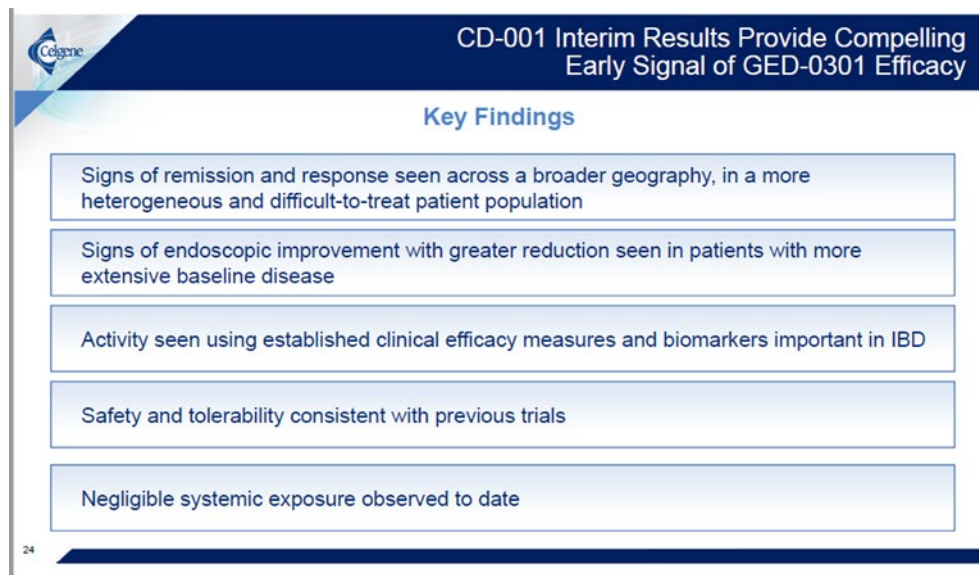 Celgene
CD-001 Interim Results Provide Compelling
Early Signal of GED-0301 Efficacy
Key Findings
Signs of remission and response seen across a broader geography, in a more
heterogeneous and difficult-to-treat patient population
Signs of endoscopic improvement with greater reduction seen in patients with more
extensive baseline disease
Activity seen using established clinical efficacy measures and biomarkers important in IBD
Safety and tolerability consistent with previous trials
Negligible systemic exposure observed to date
24